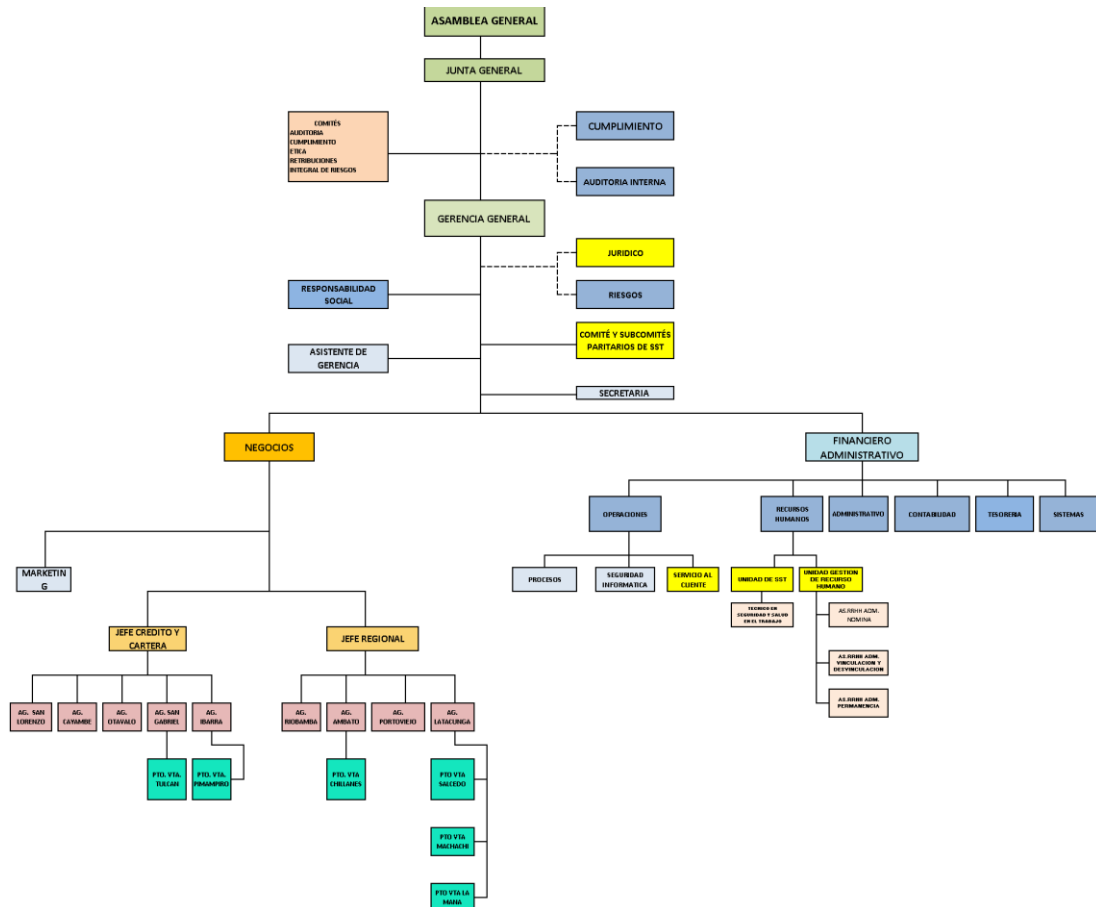 ASAMBLEA GENERAL
JUNTA GENERAL
COMITÉS
AUDITORIA
CUMPLIMIENTO
ETICA
RETRIBUCIONES
INTEGRAL DE RIESGOS
CUMPLIMIENTO
AUDITORIA INTERNA
GERENCIA GENERAL
JURIDICO
RESPONSABILIDAD
SOCIAL
RIESGOS
COMITÉ Y SUBCOMITÉS
PARITARIOS DE SST
ASISTENTE DE
GERENCIA
SECRETARIA
NEGOCIOS
FINANCIERO
ADMINISTRATIVO
OPERACIONES
RECURSOS
HUMANOS
ADMINISTRATIVO
CONTABILIDAD
TESORERIA
SISTEMAS
MARKETIN
G
PROCESOS
SEGURIDAD
INFORMATICA
SERVICIO AL
CLIENTE
UNIDAD DE SST
UNIDAD GESTION
DE RECURSO
HUMANO
TECNICO EN
SEGURIDAD Y SALUD
EN EL TRABAJO
AS.RRHH ADM.
NOMINA
AS.RRHH ADM.
VINCULACION Y
DESVINCULACION
AS.RRHH ADM.
PERMANENCIA
JEFE CREDITO Y
CARTERA
JEFE REGIONAL
AG. SAN
LORENZO
AG.
CAYAMBE
AG.
OTAVALO
AG. SAN
GABRIEL
AG.
IBARRA
AG.
RIOBAMBA
AG.
AMBATO
AG.
PORTOVIEJO
AG.
LATACUNGA
PTO. VTA.
TULCAN
PTO. VTA.
PIMAMPIRO
PTO. VTA
CHILLANES
PTO VTA
SALCEDO
PTO VTA
MACHACHI
PTO VTA LA
MANA